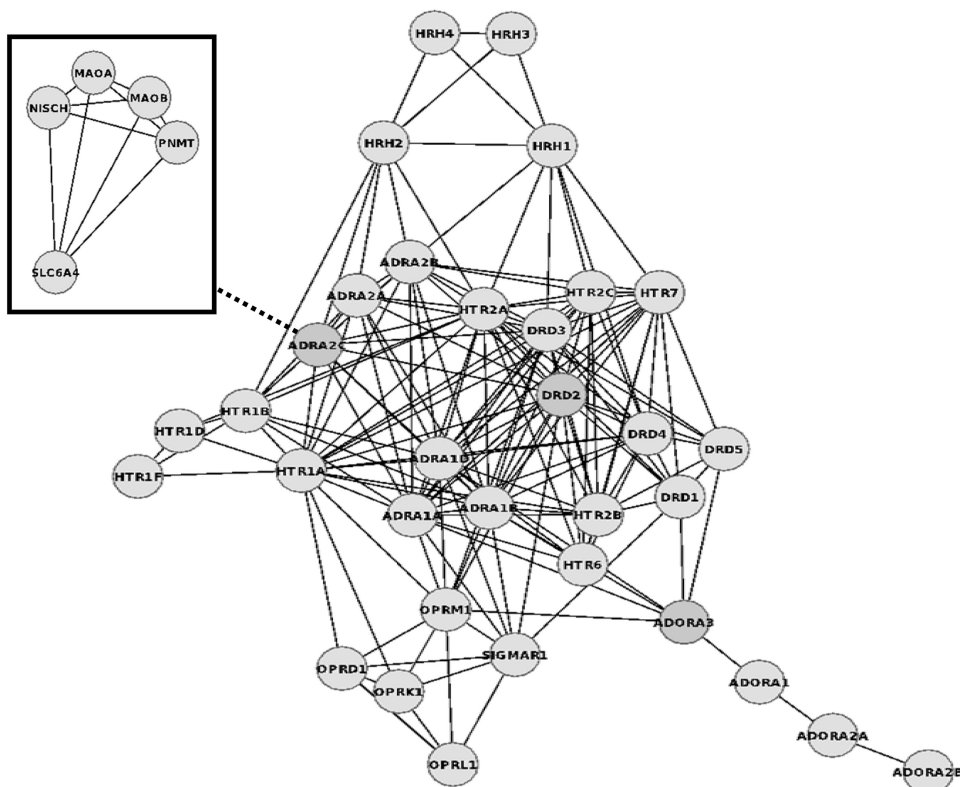 HRH4
HRH3
MAOA
MAOB
NISCH
PNMT
HRH2
HRH1
SLC6A4
ADRA2B
ADRA2A
HTR2C
HTR7
HTR2A
DRD3
ADRA2C
DRD2
HTR1B
HTR1D
DRD4
DRD5
ADRA1D
HTR1A
HTR1F
DRD1
ADRA1A
ADRA1B
HTR2B
HTR6
OPRM1
ADORA3
SIGMAR1
OPRD1
OPRK1
ADORA1
ADORA2A
OPRL1
ADORA2B